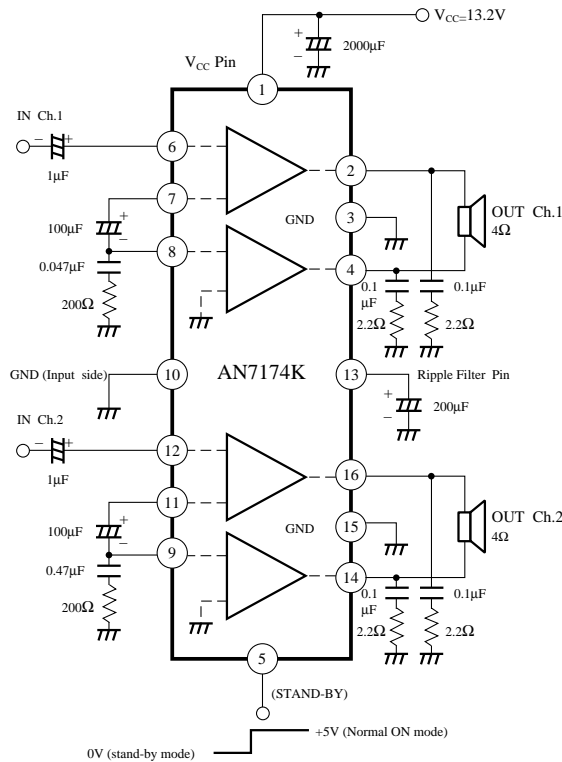 V_CC=13.2V
+
2000μF
−
V_CC Pin
1
IN Ch.1
− +
1μF
6
2
7
GND
3
OUT Ch.1
4Ω
100μF
+
−
8
4
0.047μF
0.1
μF
0.1μF
200Ω
2.2Ω
2.2Ω
GND (Input side)
10
AN7174K
13
Ripple Filter Pin
+
200μF
−
IN Ch.2
− +
1μF
12
16
11
GND
15
OUT Ch.2
4Ω
100μF
+
−
9
14
0.47μF
0.1
μF
0.1μF
200Ω
2.2Ω
2.2Ω
5
(STAND-BY)
+5V (Normal ON mode)
0V (stand-by mode)